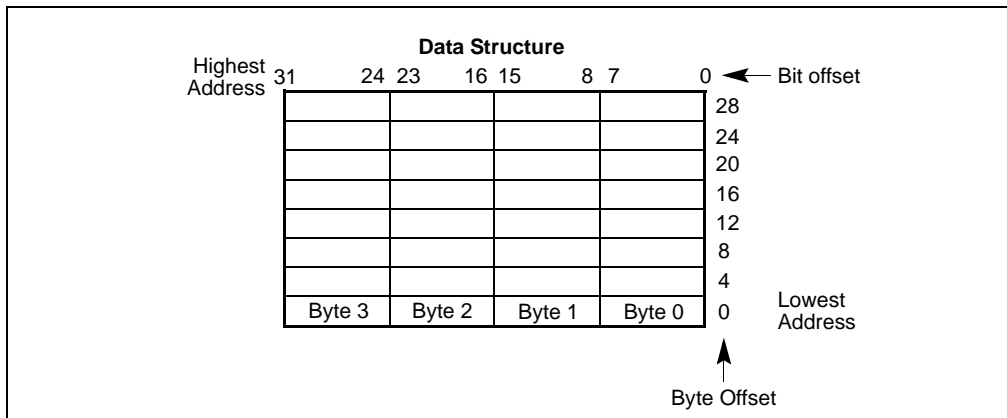 Data Structure
Highest Address
31 24 23 16 15 8 7 0
Bit offset
28
24
20
16
12
8
4
Byte 3 Byte 2 Byte 1 Byte 0 0
Lowest Address
Byte Offset